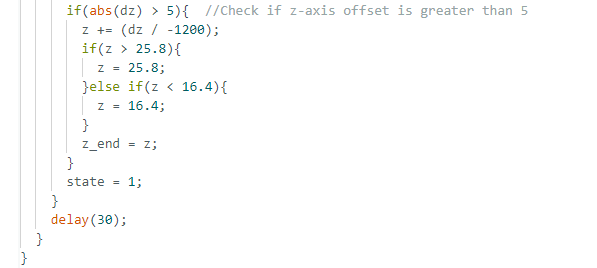 if(abs(dz) > 5){  //Check if z-axis offset is greater than 5
z += (dz / -1200);
if(z > 25.8){
z = 25.8;
}else if(z < 16.4){
z = 16.4;
}
z_end = z;
}
state = 1;
}
delay(30);
}
}